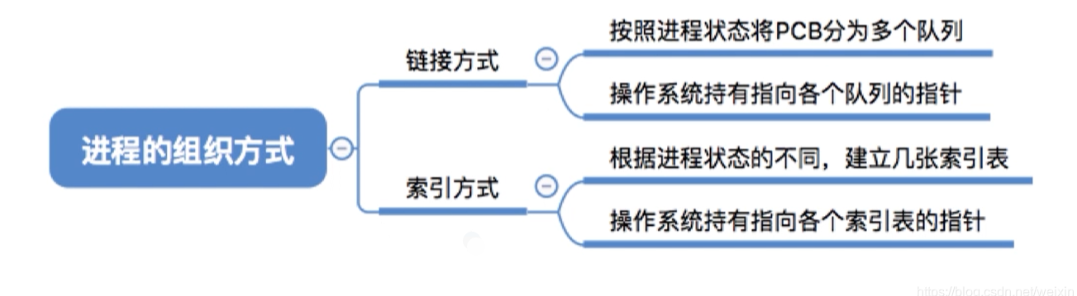 进程的组织方式
链接方式
按照进程状态将PCB分为多个队列
操作系统持有指向各个队列的指针
索引方式
根据进程状态的不同，建立几张索引表
操作系统持有指向各个索引表的指针
https://blog.csdn.net/weixin